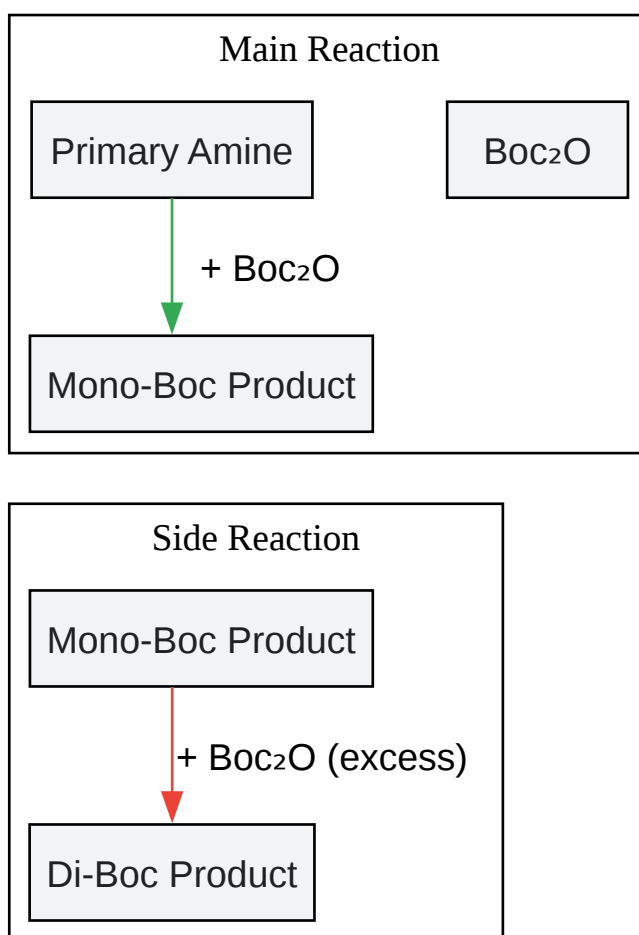 Main Reaction
Primary Amine
Boc₂O
+ Boc₂O
Mono-Boc Product
Side Reaction
Mono-Boc Product
+ Boc₂O (excess)
Di-Boc Product